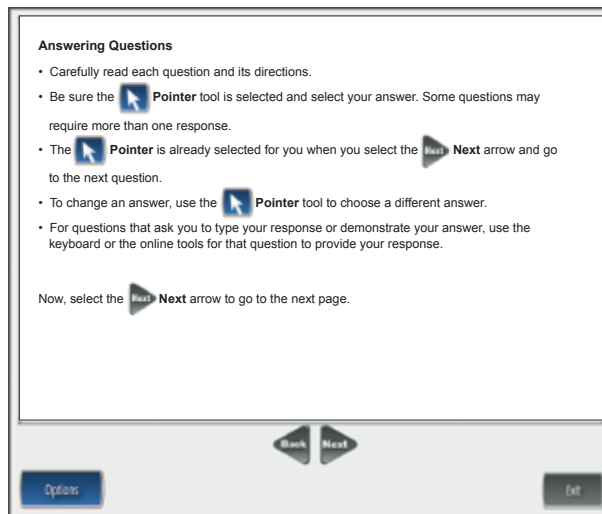 Answering Questions
• Carefully read each question and its directions.
• Be sure the Pointer tool is selected and select your answer. Some questions may
require more than one response.
• The Pointer is already selected for you when you select the Next Next arrow and go
to the next question.
• To change an answer, use the Pointer tool to choose a different answer.
• For questions that ask you to type your response or demonstrate your answer, use the
keyboard or the online tools for that question to provide your response.
Now, select the Next Next arrow to go to the next page.
Back Next
Options Exit